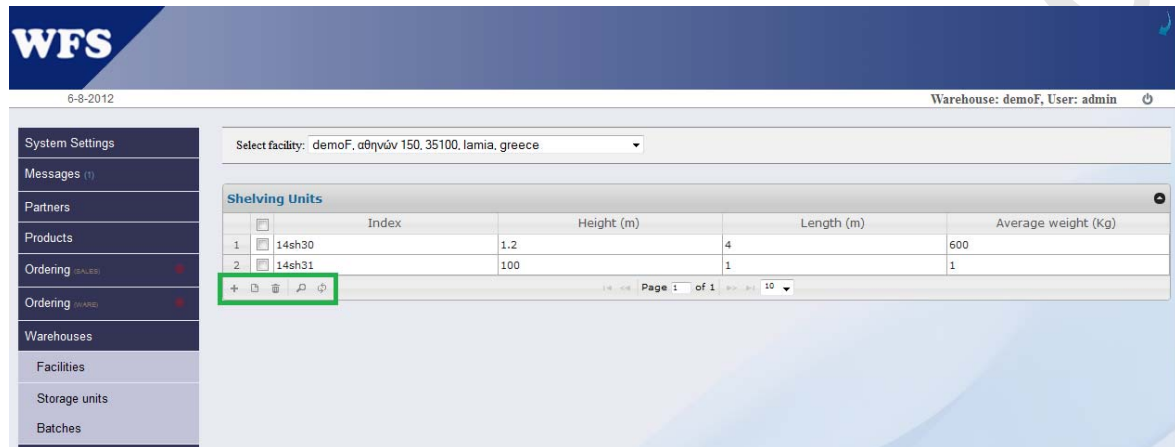 WFS
6-8-2012
Warehouse: demoF, User: admin
System Settings
Messages (1)
Partners
Products
Ordering (SALES)
Ordering (WARE)
Warehouses
Facilities
Storage units
Batches
Select facility: demoF, αθηνών 150, 35100, lamia, greece
Shelving Units
Index Height (m) Length (m) Average weight (Kg)
1 14sh30 1.2 4 600
2 14sh31 100 1 1
Page 1 of 1 10